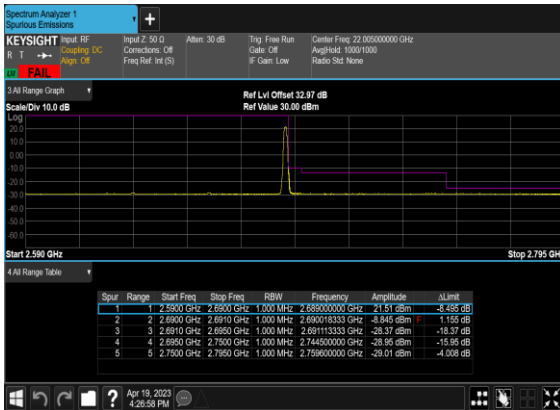 Spectrum Analyzer 1
Spurious Emissions
+
KEYSIGHT Input: RF Input Z: 50 Ω Atten: 30 dB Trig: Free Run Center Freq: 22.005000000 GHz
R T Coupling: DC Corrections: Off Gate: Off Avg|Hold: 1000/1000
Align: Off Freq Ref: Int (S) IF Gain: Low Radio Std: None
LNI FAIL
3 All Range Graph
Ref Lvl Offset 32.97 dB
Scale/Div 10.0 dB Ref Value 30.00 dBm
Log
20.0
10.0
0.00
-10.0
-20.0
-30.0
-40.0
-50.0
-60.0
Start 2.590 GHz Stop 2.795 GH
4 All Range Table
Spur Range Start Freq Stop Freq RBW Frequency Amplitude ΔLimit
1 1 2.5900 GHz 2.6900 GHz 1.000 MHz 2.689000000 GHz 21.51 dBm -8.495 dB
2 2 2.6900 GHz 2.6910 GHz 1.000 MHz 2.690018333 GHz -8.845 dBm F 1.155 dB
3 3 2.6910 GHz 2.6950 GHz 1.000 MHz 2.691113333 GHz -28.37 dBm -18.37 dB
4 4 2.6950 GHz 2.7500 GHz 1.000 MHz 2.744500000 GHz -28.95 dBm -15.95 dB
5 5 2.7500 GHz 2.7950 GHz 1.000 MHz 2.759600000 GHz -29.01 dBm -4.008 dB
? Apr 19, 2023
4:26:58 PM